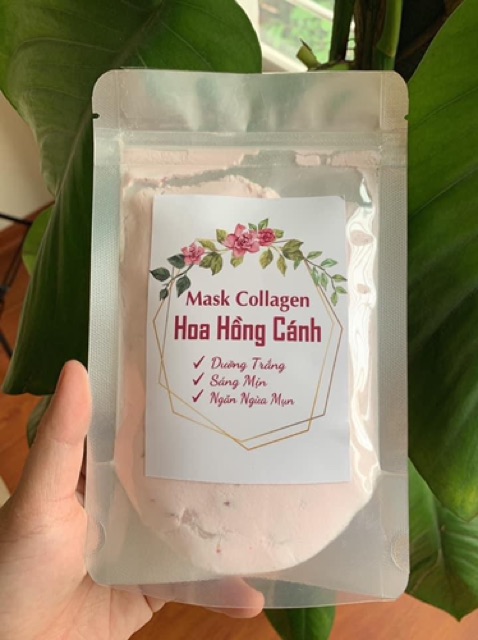 Mask Collagen
Hoa Hồng Cánh
✓ Dưỡng Trắng
✓ Sáng Mịn
✓ Ngăn Ngừa Mụn